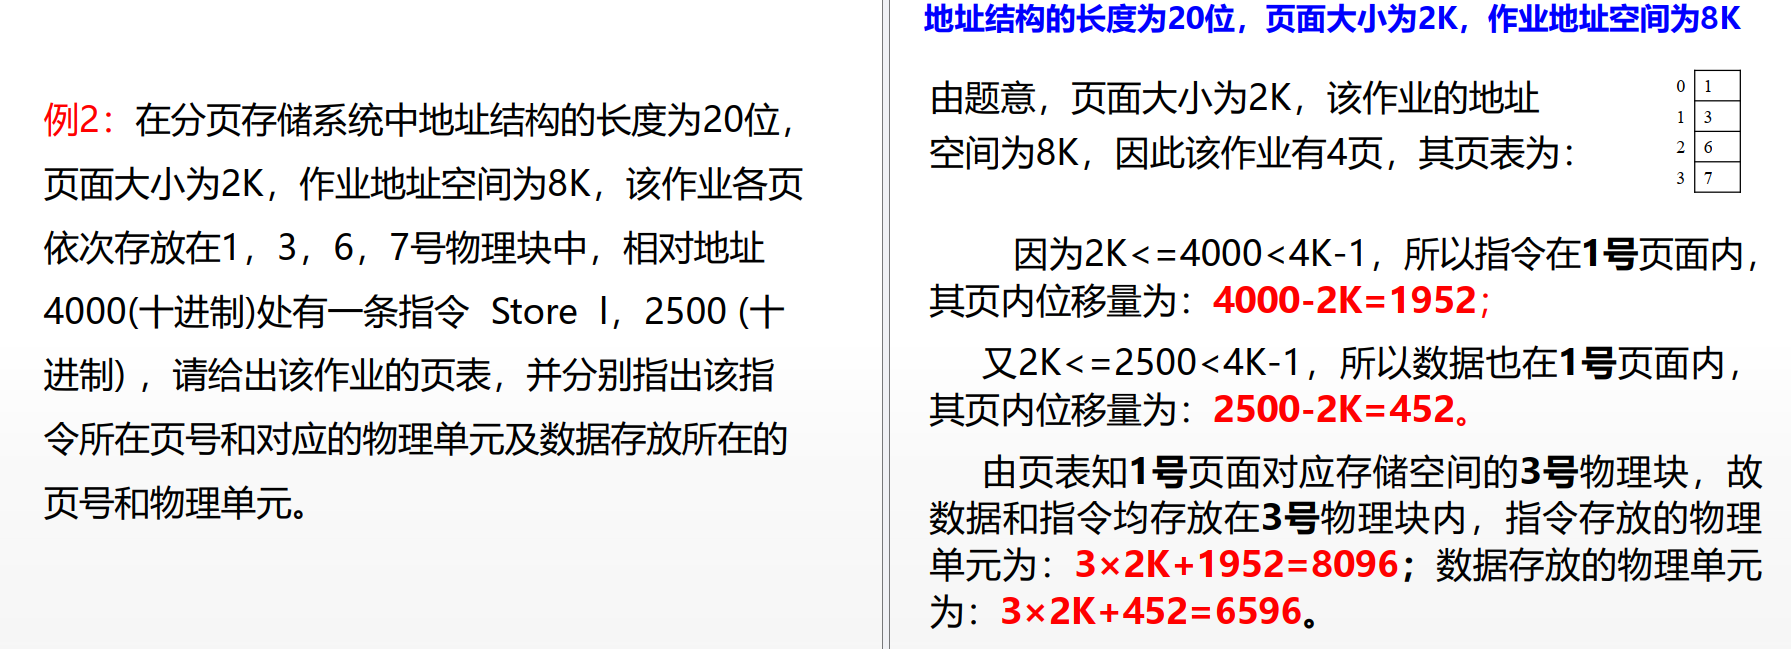 例2：在分页存储系统中地址结构的长度为20位，
页面大小为2K，作业地址空间为8K，该作业各页
依次存放在1，3，6，7号物理块中，相对地址
4000(十进制)处有一条指令 Store l，2500 (十
进制) ，请给出该作业的页表，并分别指出该指
令所在页号和对应的物理单元及数据存放所在的
页号和物理单元。
地址结构的长度为20位，页面大小为2K，作业地址空间为8K
由题意，页面大小为2K，该作业的地址
空间为8K，因此该作业有4页，其页表为：
0 1
1 3
2 6
3 7
因为2K<=4000<4K-1，所以指令在1号页面内，
其页内位移量为：4000-2K=1952；
又2K<=2500<4K-1，所以数据也在1号页面内，
其页内位移量为：2500-2K=452。
由页表知1号页面对应存储空间的3号物理块，故
数据和指令均存放在3号物理块内，指令存放的物理
单元为：3×2K+1952=8096；数据存放的物理单元
为：3×2K+452=6596。